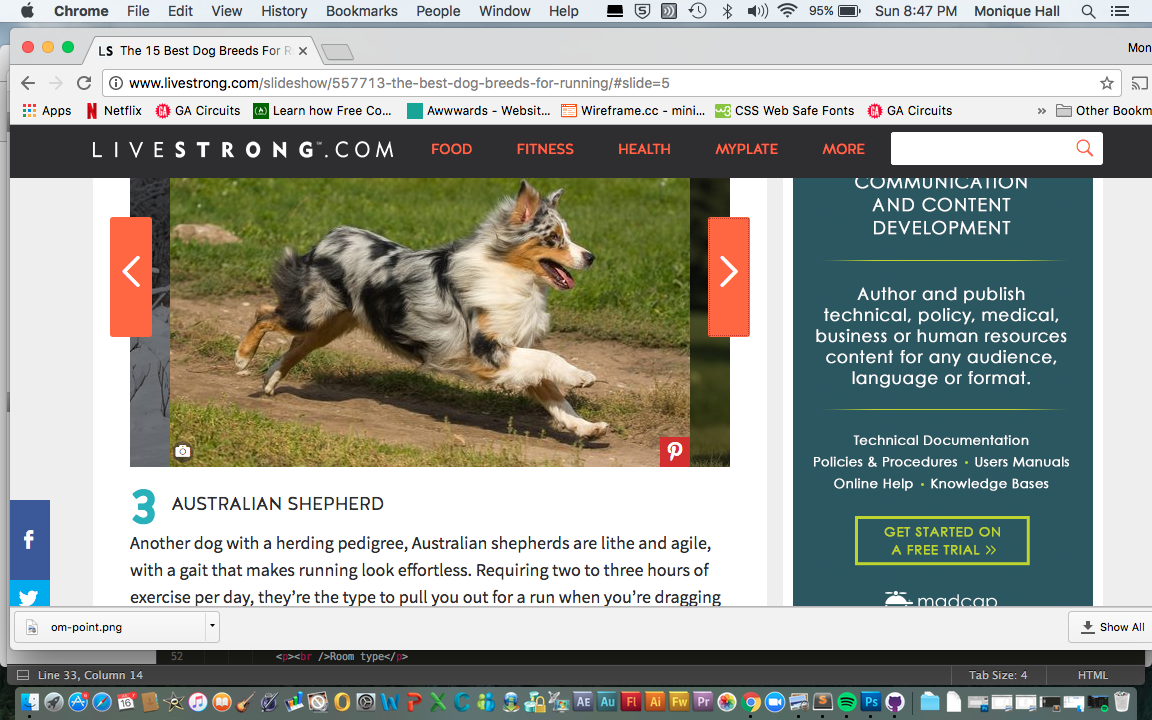 Chrome File Edit View History Bookmarks People Window Help 95% Sun 8:47 PM Monique Hall
LS The 15 Best Dog Breeds For R
Mon
www.livestrong.com/slideshow/557713-the-best-dog-breeds-for-running/#slide=5
Apps Netflix GA Circuits Learn how Free Co... Awwwards - Websit... Wireframe.cc - mini... CSS Web Safe Fonts GA Circuits » Other Bookm
LIVESTRONG.COM FOOD FITNESS HEALTH MYPLATE MORE
COMMUNICATION
AND CONTENT
DEVELOPMENT
Author and publish
technical, policy, medical,
business or human resources
content for any audience,
language or format.
Technical Documentation
Policies & Procedures • Users Manuals
Online Help • Knowledge Bases
GET STARTED ON
A FREE TRIAL »
madcap
3 AUSTRALIAN SHEPHERD
Another dog with a herding pedigree, Australian shepherds are lithe and agile,
with a gait that makes running look effortless. Requiring two to three hours of
exercise per day, they're the type to pull you out for a run when you're dragging
om-point.png
Show All
52 <p><br />Room type</p>
Line 33, Column 14 Tab Size: 4 HTML